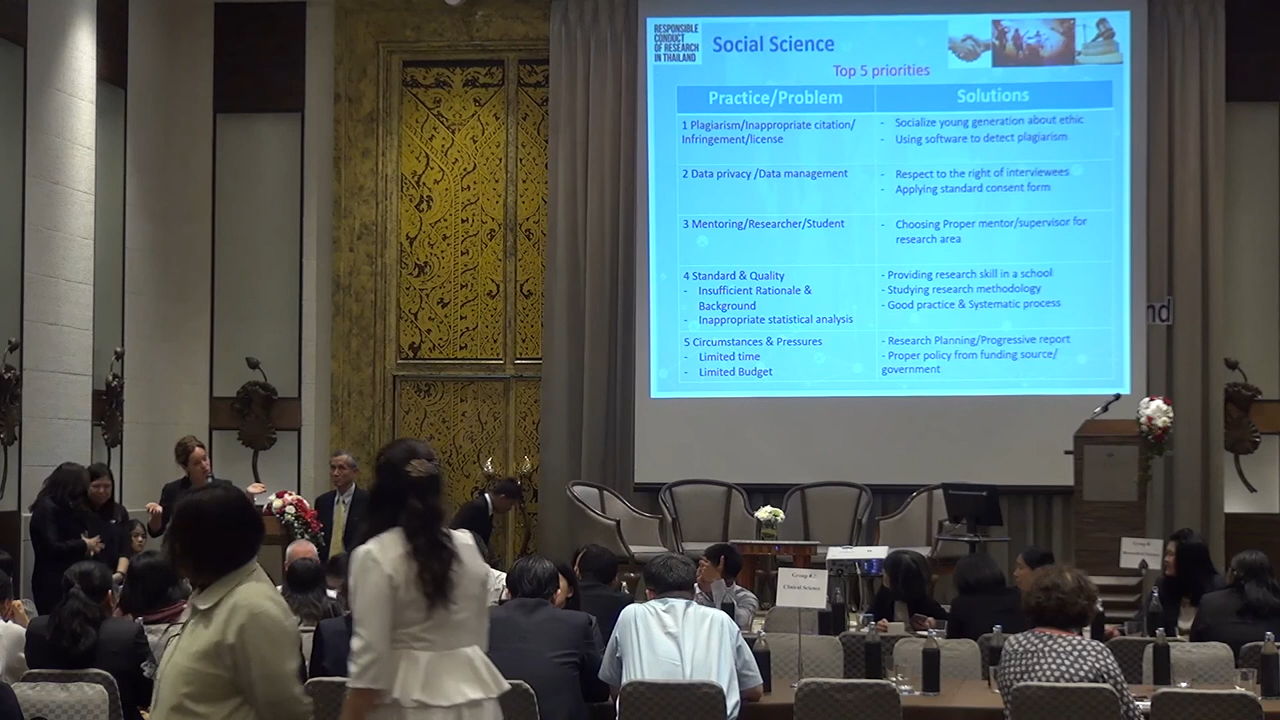 RESPONSIBLE
CONDUCT
OF RESEARCH
IN THAILAND
Social Science
Top 5 priorities
Practice/Problem
Solutions
1 Plagiarism/Inappropriate citation/
Infringement/license
- Socialize young generation about ethic
- Using software to detect plagiarism
2 Data privacy /Data management
- Respect to the right of interviewees
- Applying standard consent form
3 Mentoring/Researcher/Student
- Choosing Proper mentor/supervisor for
research area
4 Standard & Quality
- Insufficient Rationale &
Background
- Inappropriate statistical analysis
- Providing research skill in a school
- Studying research methodology
- Good practice & Systematic process
5 Circumstances & Pressures
- Limited time
- Limited Budget
- Research Planning/Progressive report
- Proper policy from funding source/
government
nd
Clinical Science